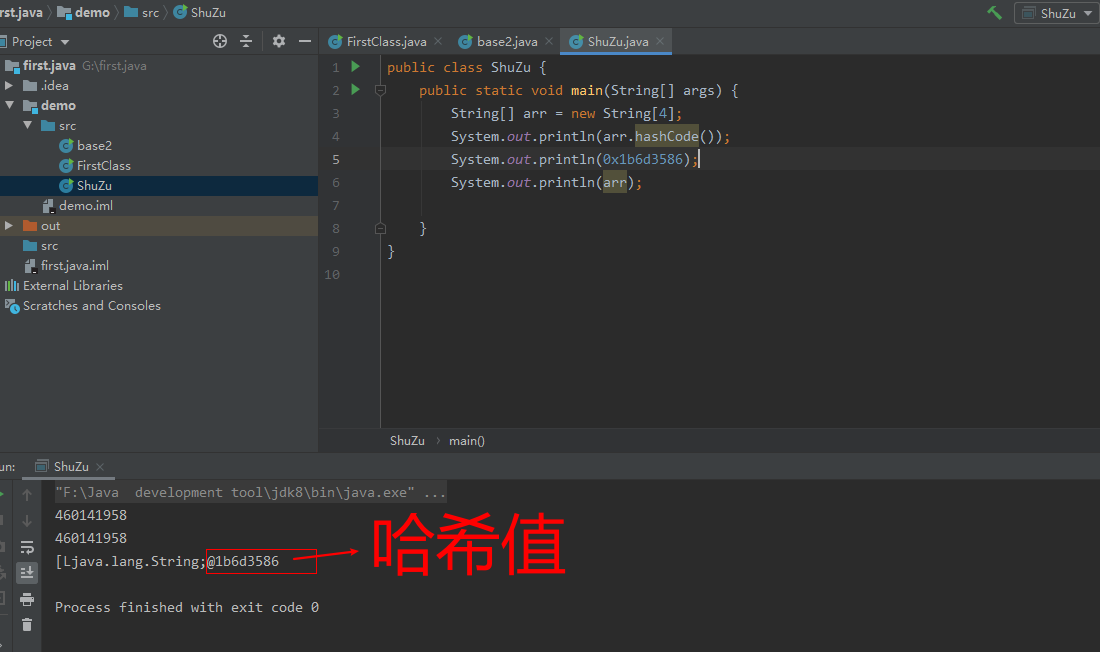 rst.java demo src ShuZu
ShuZu
Project
FirstClass.java base2.java ShuZu.java
first.java G:\first.java
.idea
demo
src
base2
FirstClass
ShuZu
demo.iml
out
src
first.java.iml
External Libraries
Scratches and Consoles
1 public class ShuZu {
2 public static void main(String[] args) {
3 String[] arr = new String[4];
4 System.out.println(arr.hashCode());
5 System.out.println(0x1b6d3586);
6 System.out.println(arr);
7
8 }
9 }
10
ShuZu main()
un: ShuZu
"F:\Java development tool\jdk8\bin\java.exe" ...
460141958
460141958
[Ljava.lang.String;@1b6d3586
哈希值
Process finished with exit code 0